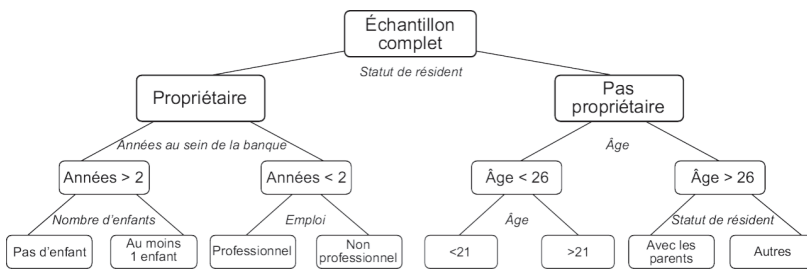 Échantillon
complet
Statut de résident
Propriétaire
Pas
propriétaire
Années au sein de la banque
Âge
Années > 2
Années < 2
Âge < 26
Âge > 26
Nombre d’enfants
Emploi
Âge
Statut de résident
Pas d’enfant
Au moins
1 enfant
Professionnel
Non
professionnel
<21
>21
Avec les
parents
Autres